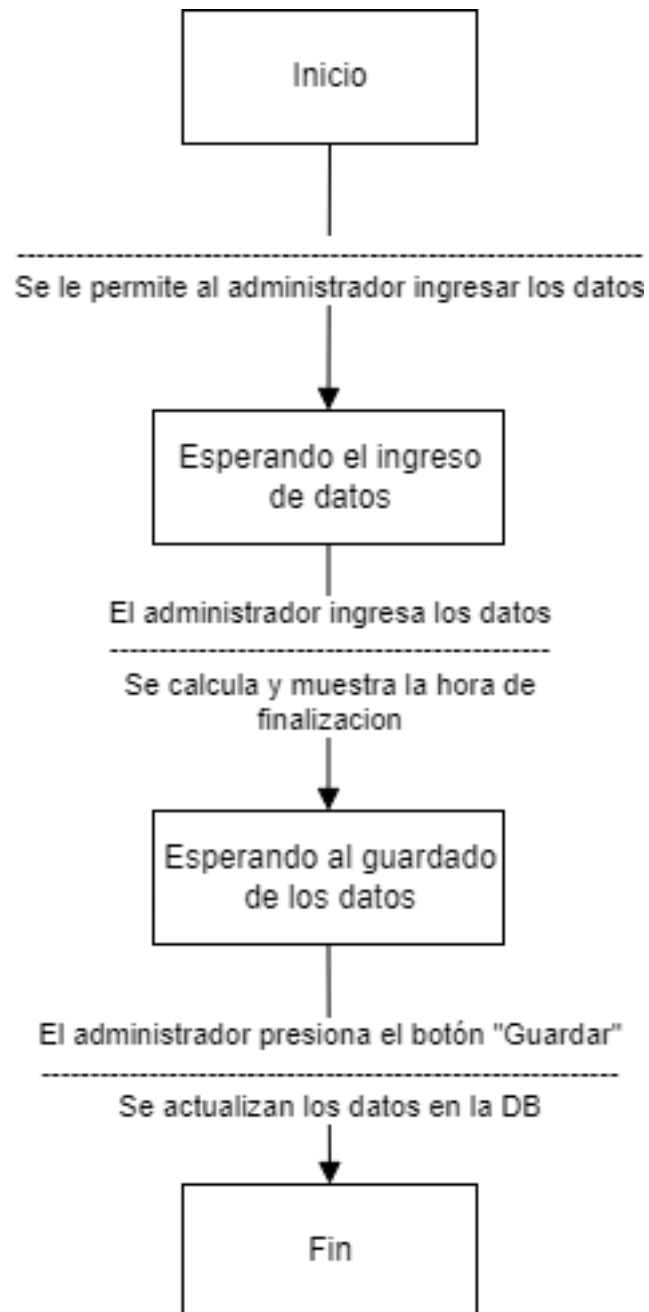 Inicio
Se le permite al administrador ingresar los datos
Esperando el ingreso
de datos
El administrador ingresa los datos
Se calcula y muestra la hora de
finalizacion
Esperando al guardado
de los datos
El administrador presiona el botón "Guardar"
Se actualizan los datos en la DB
Fin